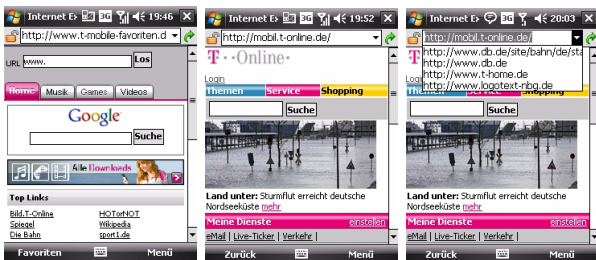 Internet E 3G 19:46
http://www.t-mobile-favoriten.d
URL www. Los
Home Musik Games Videos
Google
Suche
Alle Downloads
Top Links
Bild.T-Online HOTorNOT
Spiegel Wikipedia
Die Bahn sport1.de
Favoriten Menü
Internet Ex 3G 19:52
http://mobil.t-online.de/
T··Online·
Login
Themen Service Shopping
Suche
Land unter: Sturmflut erreicht deutsche
Nordseeküste mehr
Meine Dienste einstellen
eMail | Live-Ticker | Verkehr |
Zurück Menü
Internet Ex 3G 20:03
http://mobil.t-online.de/
http://www.db.de/site/bahn/de/sta
http://www.db.de
http://www.t-home.de
http://www.logotext-nbg.de
Login
Themen Service Shopping
Suche
Land unter: Sturmflut erreicht deutsche
Nordseeküste mehr
Meine Dienste einstellen
eMail | Live-Ticker | Verkehr |
Zurück Menü